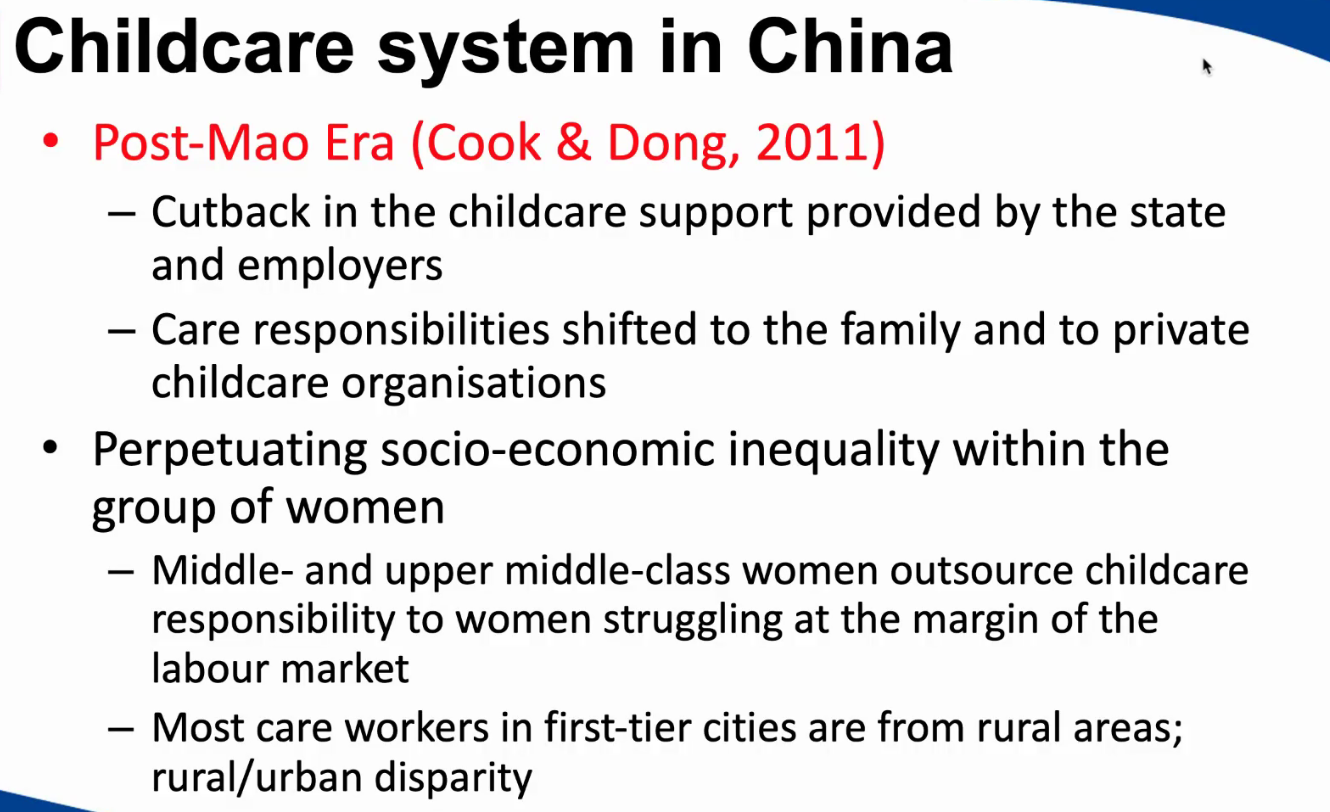 Childcare system in China
• Post-Mao Era (Cook & Dong, 2011)
– Cutback in the childcare support provided by the state
and employers
– Care responsibilities shifted to the family and to private
childcare organisations
• Perpetuating socio-economic inequality within the
group of women
– Middle- and upper middle-class women outsource childcare
responsibility to women struggling at the margin of the
labour market
– Most care workers in first-tier cities are from rural areas;
rural/urban disparity